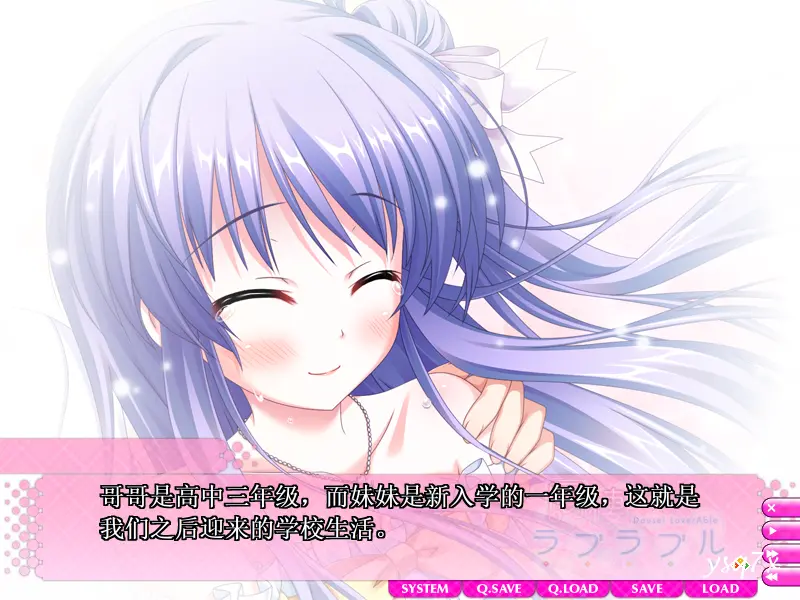 哥哥是高中三年级，而妹妹是新入学的一年级，这就是
我们之后迎来的学校生活。
ラブラブル
SYSTEM
Q.SAVE
Q.LOAD
SAVE
LOAD